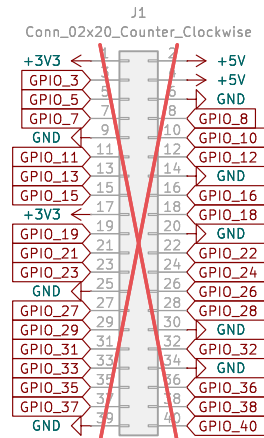 J1
Conn_02x20_Counter_Clockwise
+3V3 1 2 +5V
GPIO_3 3 4 +5V
GPIO_5 5 6 GND
GPIO_7 7 8 GPIO_8
GND 9 10 GPIO_10
GPIO_11 11 12 GPIO_12
GPIO_13 13 14 GND
GPIO_15 15 16 GPIO_16
+3V3 17 18 GPIO_18
GPIO_19 19 20 GND
GPIO_21 21 22 GPIO_22
GPIO_23 23 24 GPIO_24
GND 25 26 GPIO_26
GPIO_27 27 28 GPIO_28
GPIO_29 29 30 GND
GPIO_31 31 32 GPIO_32
GPIO_33 33 34 GND
GPIO_35 35 36 GPIO_36
GPIO_37 37 38 GPIO_38
GND 39 40 GPIO_40